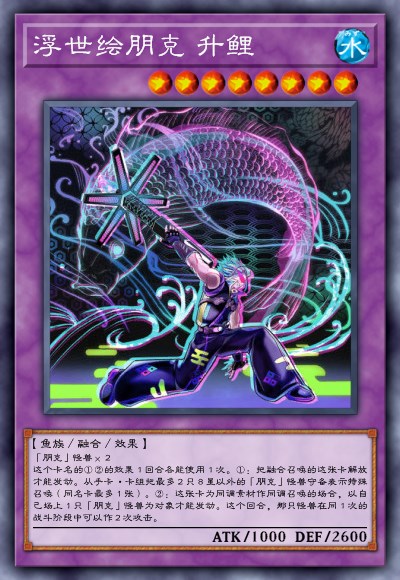 浮世绘朋克 升鲤
水
【鱼族／融合／效果】
「朋克」怪兽×2
这个卡名的①②的效果1回合各能使用1次。①：把融合召唤的这张卡解放
才能发动。从手卡·卡组把最多2只8星以外的「朋克」怪兽守备表示特殊
召唤（同名卡最多1张）。②：这张卡为同调素材作同调召唤的场合，以自
己场上1只「朋克」怪兽为对象才能发动。这个回合，那只怪兽在同1次的
战斗阶段中可以作2次攻击。
ATK/1000 DEF/2600